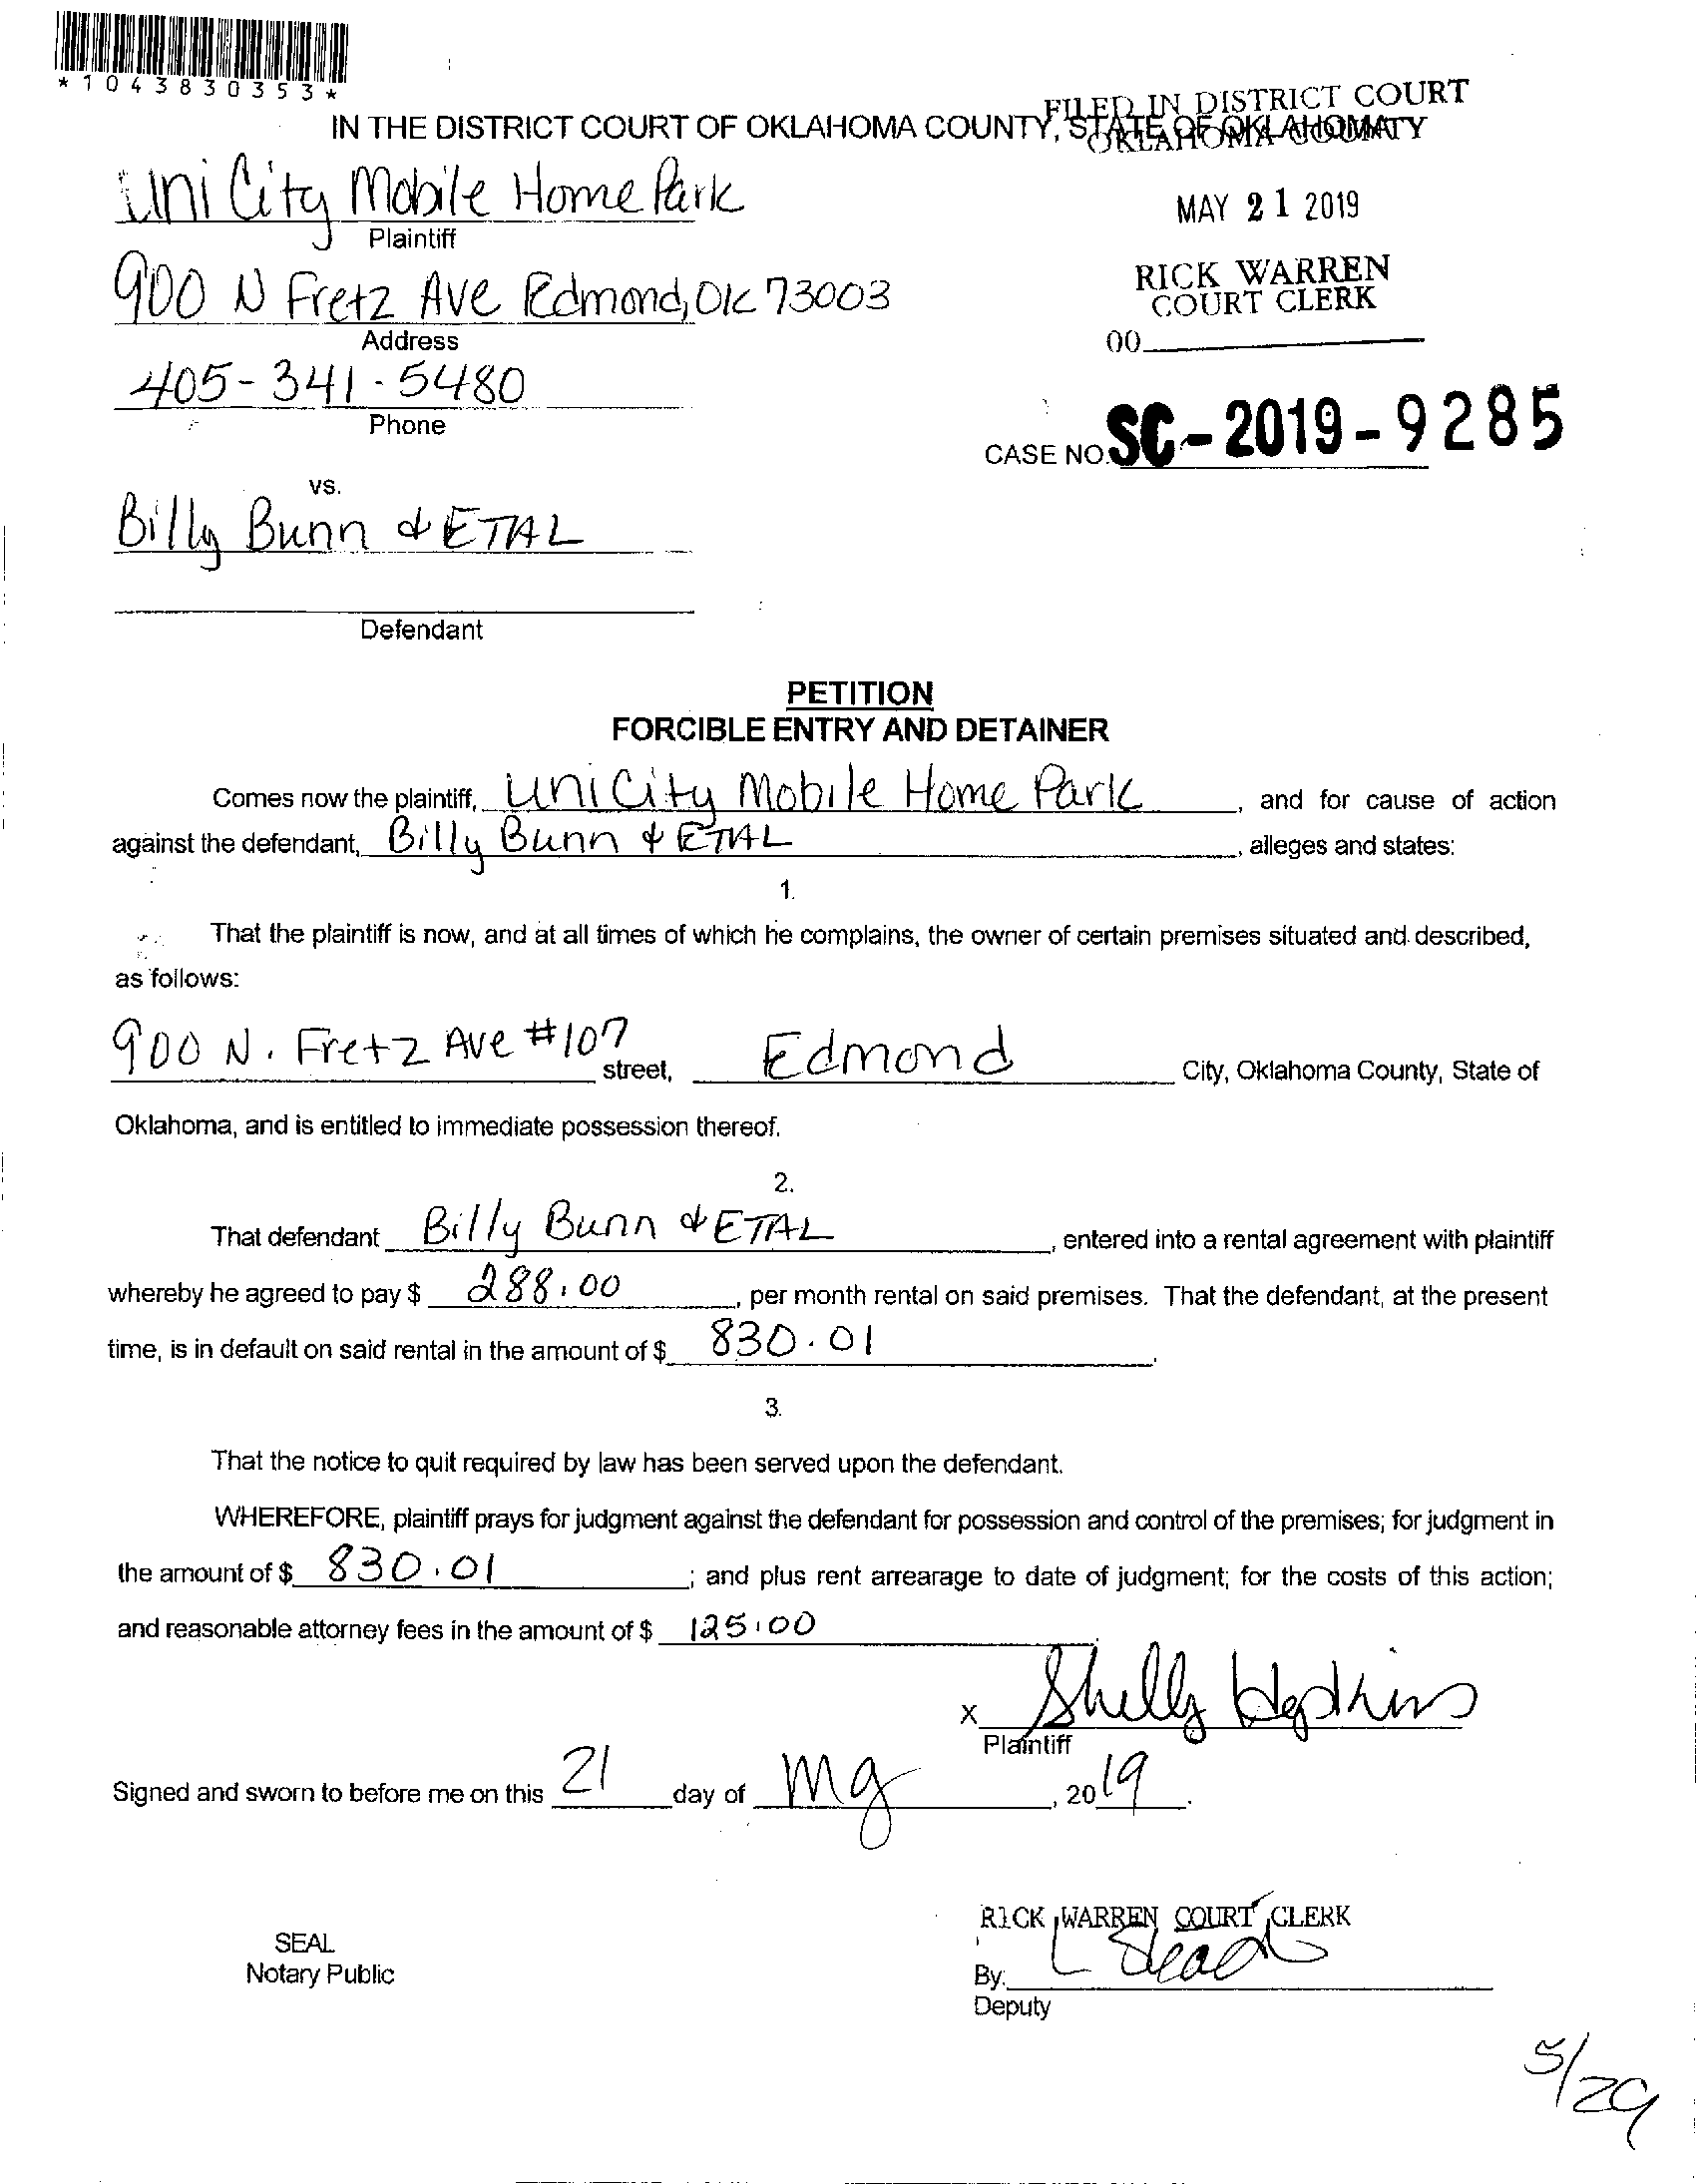 *1043830353*
FILED IN DISTRICT COURT
OKLAHOMA COUNTY
IN THE DISTRICT COURT OF OKLAHOMA COUNTY, STATE OF OKLAHOMA
Uni City Mobile Home Park
Plaintiff
MAY 21 2019
900 N Fretz Ave Edmond, OK 73003
Address
RICK WARREN
COURT CLERK
00
405-341-5480
Phone
CASE NO. SC-2019-9285
vs.
Billy Bunn & ETAL
Defendant
PETITION
FORCIBLE ENTRY AND DETAINER
Comes now the plaintiff, Uni City Mobile Home Park, and for cause of action
against the defendant, Billy Bunn & ETAL, alleges and states:
1.
That the plaintiff is now, and at all times of which he complains, the owner of certain premises situated and described,
as follows:
900 N. Fretz Ave #107 street, Edmond City, Oklahoma County, State of
Oklahoma, and is entitled to immediate possession thereof.
2.
That defendant Billy Bunn & ETAL, entered into a rental agreement with plaintiff
whereby he agreed to pay $ 288.00, per month rental on said premises. That the defendant, at the present
time, is in default on said rental in the amount of $ 830.01.
3.
That the notice to quit required by law has been served upon the defendant.
WHEREFORE, plaintiff prays for judgment against the defendant for possession and control of the premises; for judgment in
the amount of $ 830.01; and plus rent arrearage to date of judgment; for the costs of this action;
and reasonable attorney fees in the amount of $ 125.00.
x Shelly Hopkins
Plaintiff
Signed and sworn to before me on this 21 day of May, 2019.
RICK WARREN COURT CLERK
SEAL
Notary Public
By:
Deputy
5/29